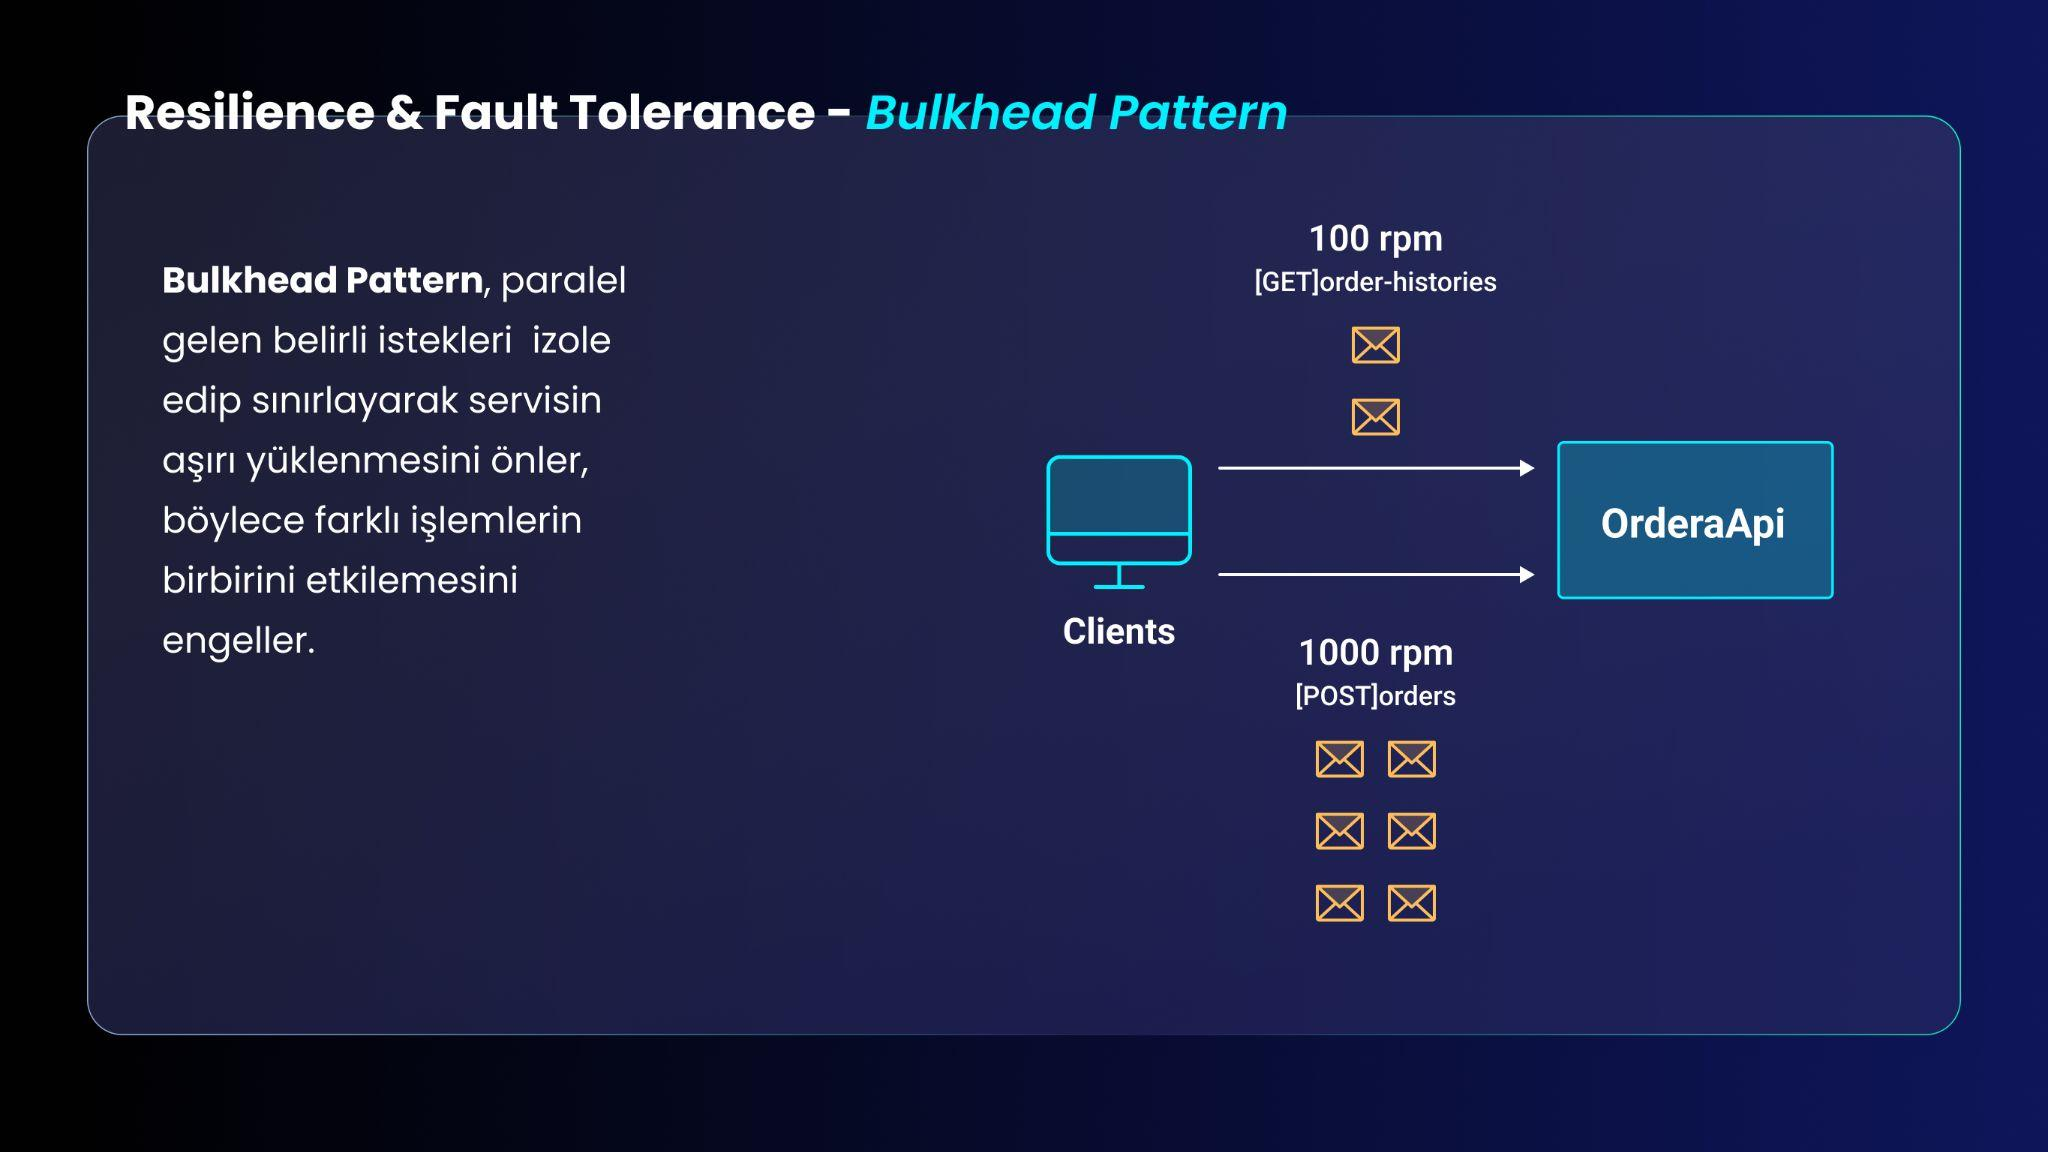 Resilience & Fault Tolerance - Bulkhead Pattern
Bulkhead Pattern, paralel
gelen belirli istekleri  izole
edip sınırlayarak servisin
aşırı yüklenmesini önler,
böylece farklı işlemlerin
birbirini etkilemesini
engeller.
100 rpm
[GET]order-histories
Clients
OrderaApi
1000 rpm
[POST]orders